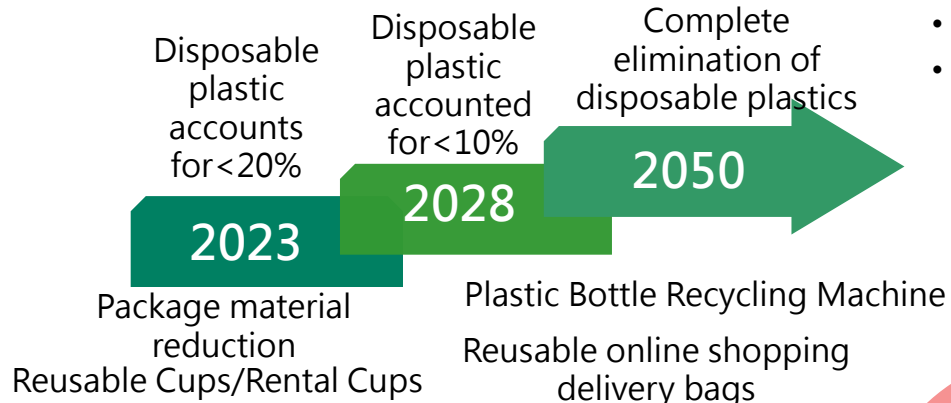 Disposable
plastic
accounts
for<20%
Disposable
plastic
accounted
for<10%
Complete
elimination of
disposable plastics
•
•
2023
2028
2050
Package material
reduction
Reusable Cups/Rental Cups
Plastic Bottle Recycling Machine
Reusable online shopping
delivery bags